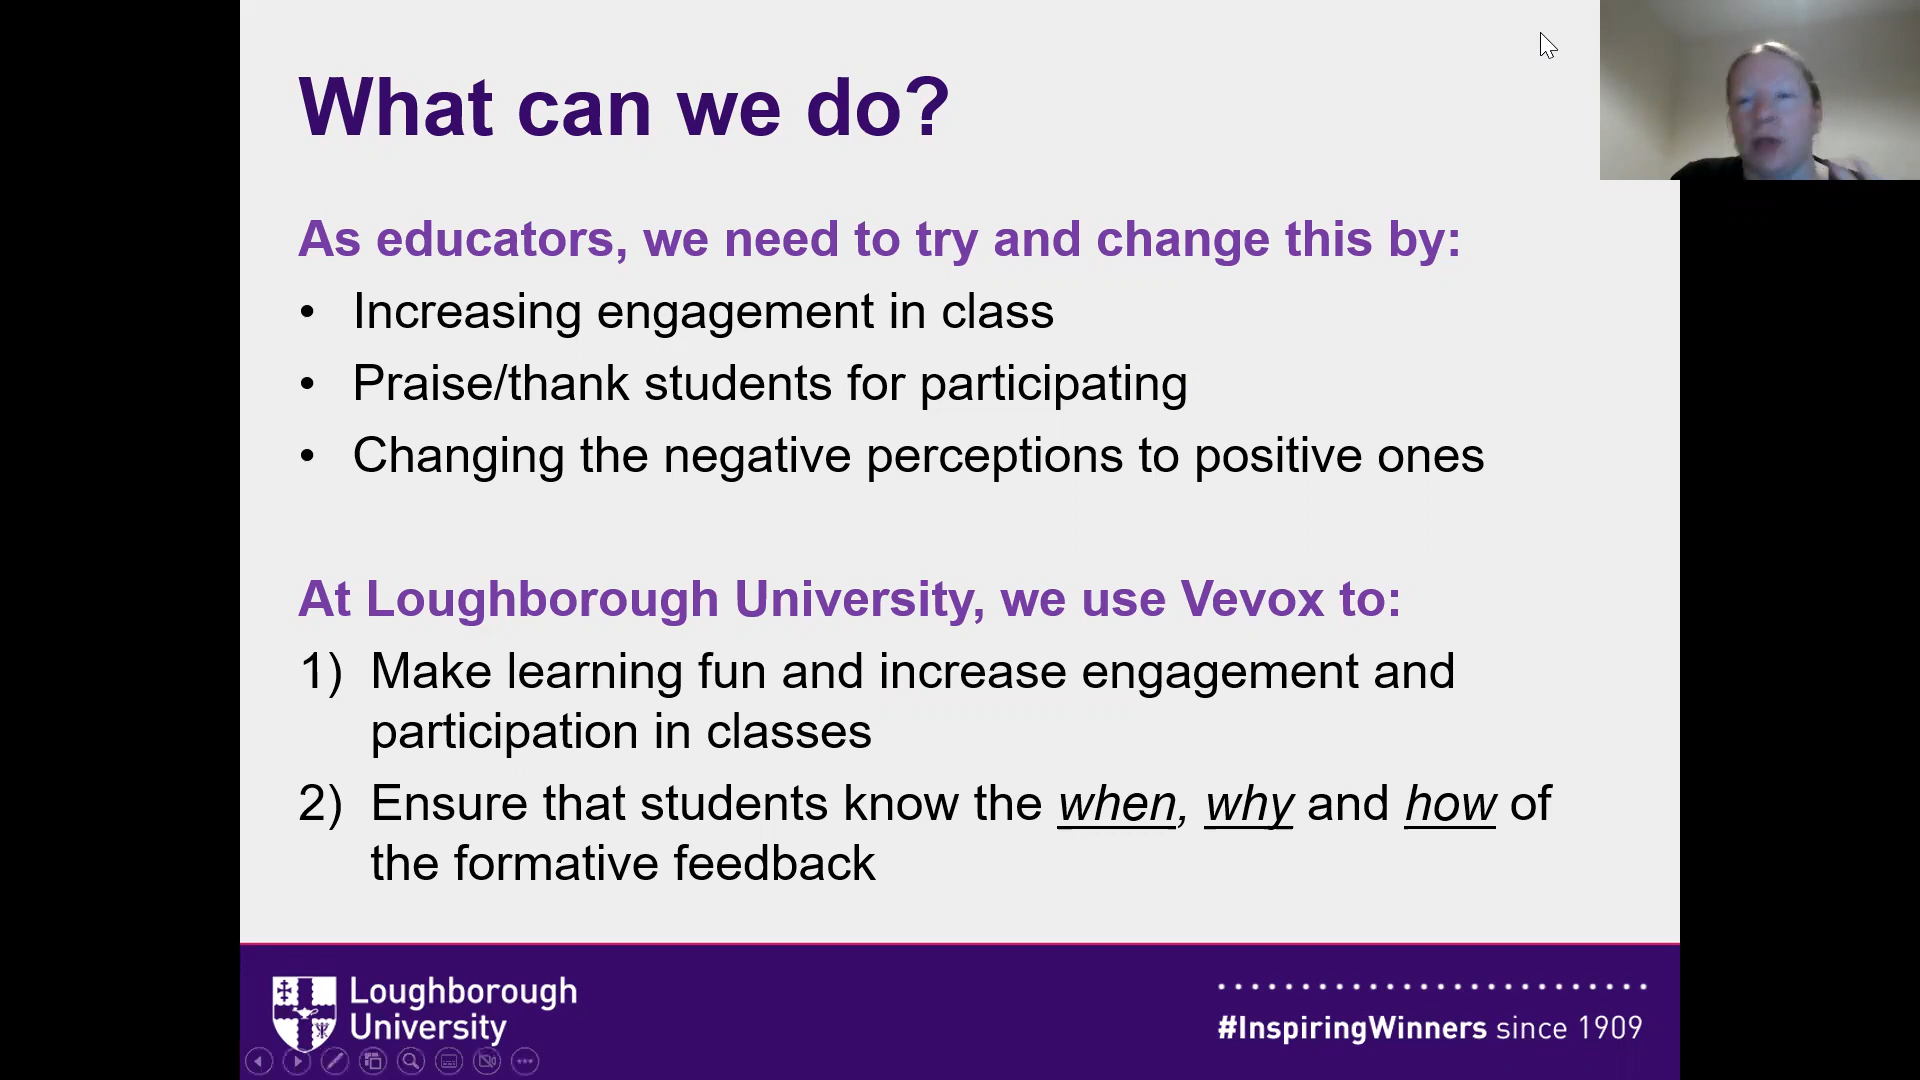 What can we do?
As educators, we need to try and change this by:
• Increasing engagement in class
• Praise/thank students for participating
• Changing the negative perceptions to positive ones
At Loughborough University, we use Vevox to:
1) Make learning fun and increase engagement and
participation in classes
2) Ensure that students know the when, why and how of
the formative feedback
Loughborough
University
#InspiringWinners since 1909